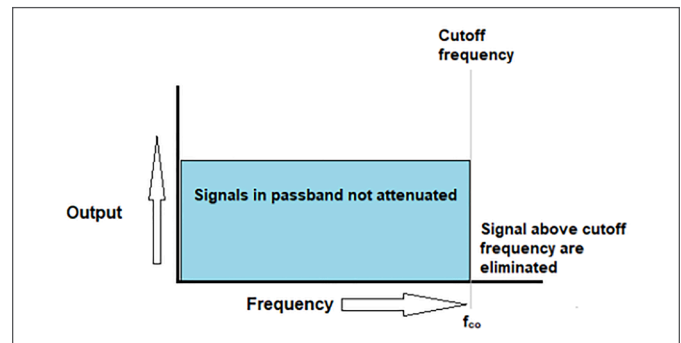 Cutoff
frequency
Signals in passband not attenuated
Output
Signal above cutoff
frequency are
eliminated
Frequency
fco